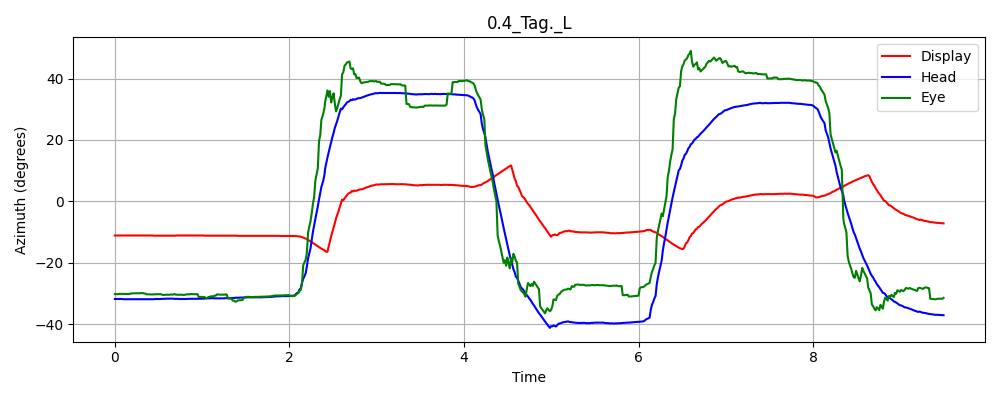 0.4_Tag._L
Display
Head
Eye
Azimuth (degrees)
40
20
0
−20
−40
0 2 4 6 8
Time